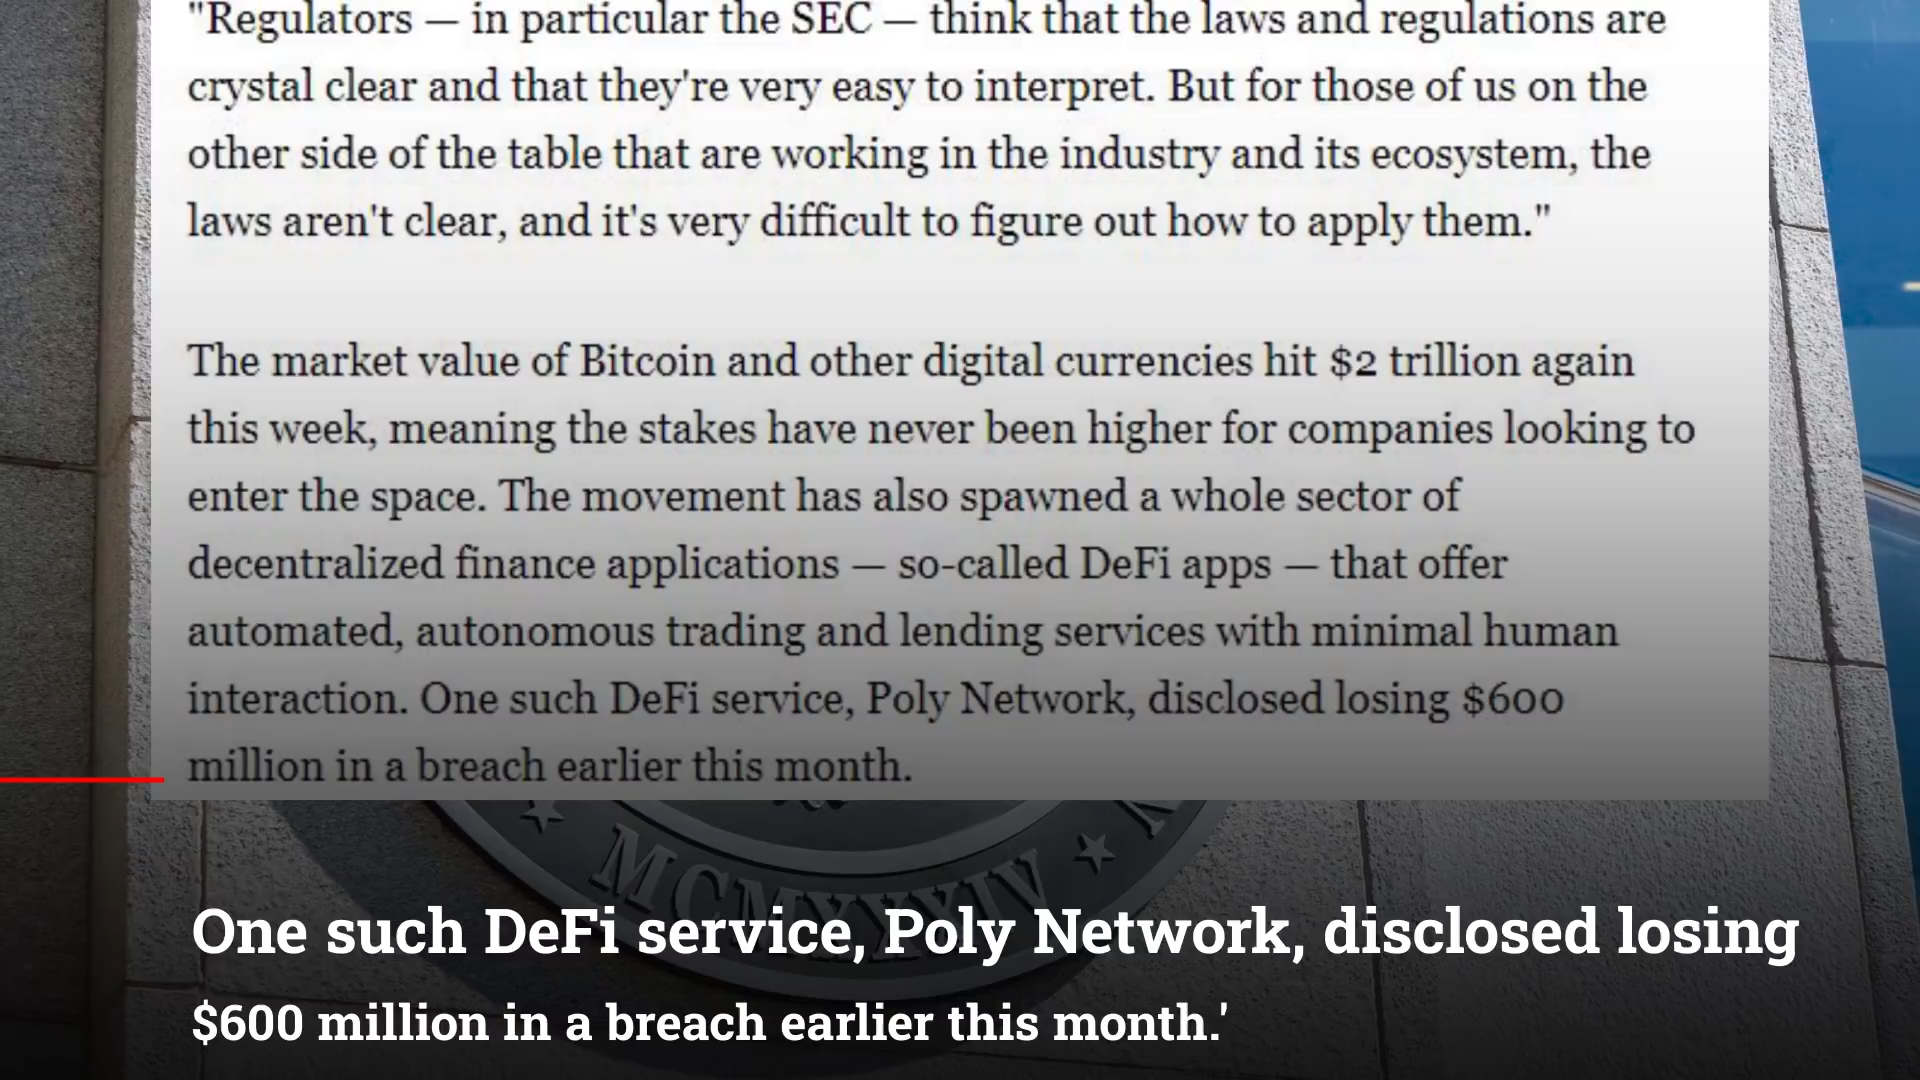 "Regulators — in particular the SEC — think that the laws and regulations are
crystal clear and that they're very easy to interpret. But for those of us on the
other side of the table that are working in the industry and its ecosystem, the
laws aren't clear, and it's very difficult to figure out how to apply them."
The market value of Bitcoin and other digital currencies hit $2 trillion again
this week, meaning the stakes have never been higher for companies looking to
enter the space. The movement has also spawned a whole sector of
decentralized finance applications — so-called DeFi apps — that offer
automated, autonomous trading and lending services with minimal human
interaction. One such DeFi service, Poly Network, disclosed losing $600
million in a breach earlier this month.
MCMXXXIV
One such DeFi service, Poly Network, disclosed losing
$600 million in a breach earlier this month.'